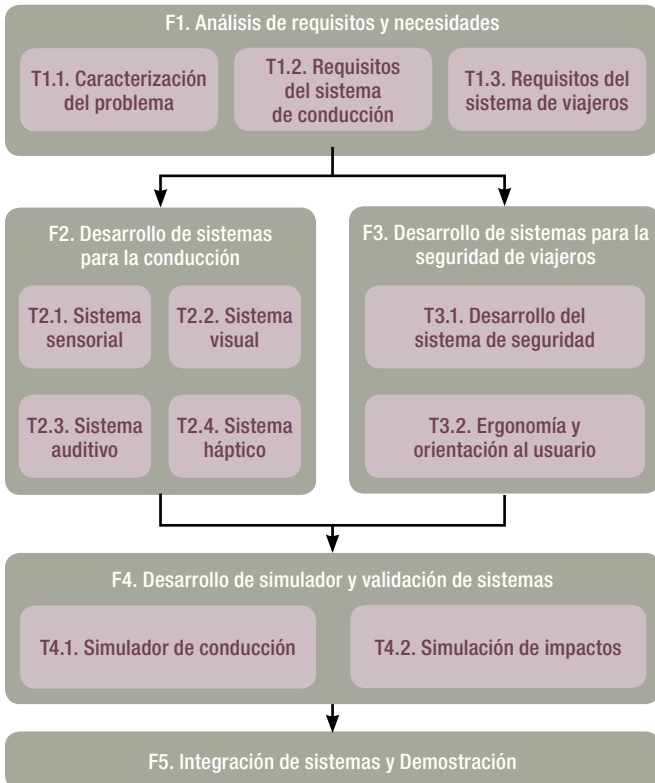 F1. Análisis de requisitos y necesidades
T1.1. Caracterización
del problema
T1.2. Requisitos
del sistema
de conducción
T1.3. Requisitos del
sistema de viajeros
F2. Desarrollo de sistemas
para la conducción
T2.1. Sistema
sensorial
T2.2. Sistema
visual
T2.3. Sistema
auditivo
T2.4. Sistema
háptico
F3. Desarrollo de sistemas para la
seguridad de viajeros
T3.1. Desarrollo del
sistema de seguridad
T3.2. Ergonomía y
orientación al usuario
F4. Desarrollo de simulador y validación de sistemas
T4.1. Simulador de conducción
T4.2. Simulación de impactos
F5. Integración de sistemas y Demostración